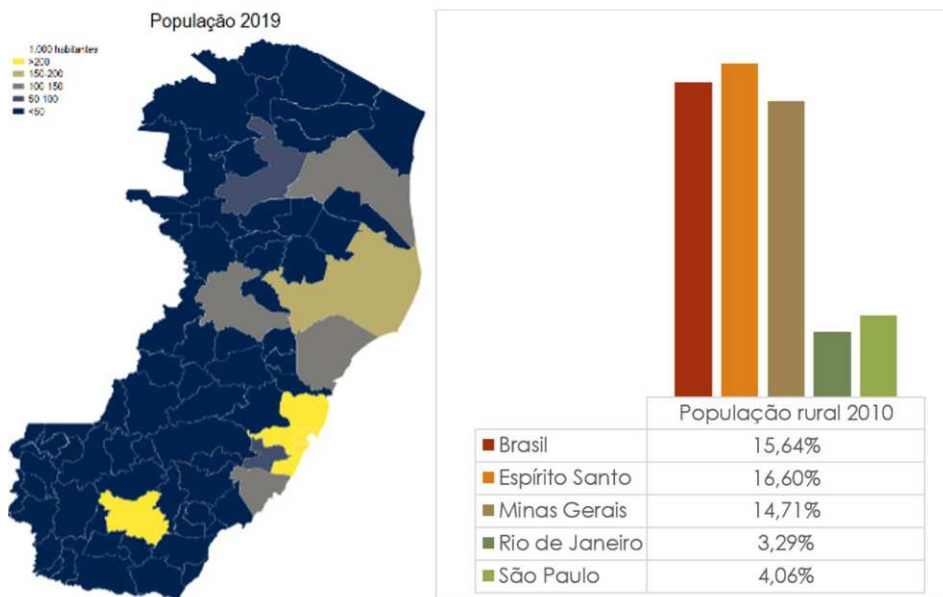 População 2019
1.000 habitantes
>200
150-200
100-150
50-100
<50
População rural 2010
Brasil 15,64%
Espírito Santo 16,60%
Minas Gerais 14,71%
Rio de Janeiro 3,29%
São Paulo 4,06%